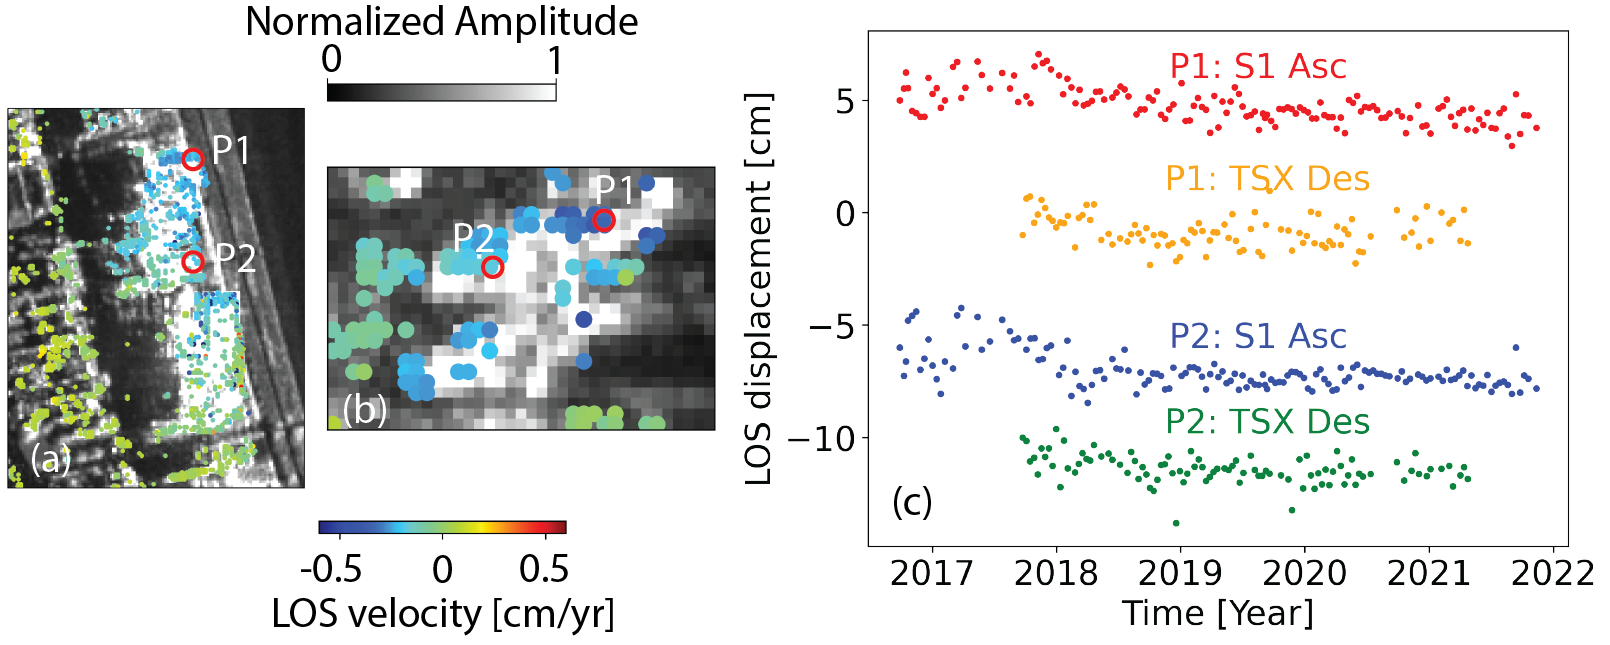 Normalized Amplitude
0 1
P1
P2
(a)
P1
P2
(b)
-0.5 0 0.5
LOS velocity [cm/yr]
LOS displacement [cm]
5
0
−5
−10
P1: S1 Asc
P1: TSX Des
P2: S1 Asc
P2: TSX Des
(c)
2017 2018 2019 2020 2021 2022
Time [Year]